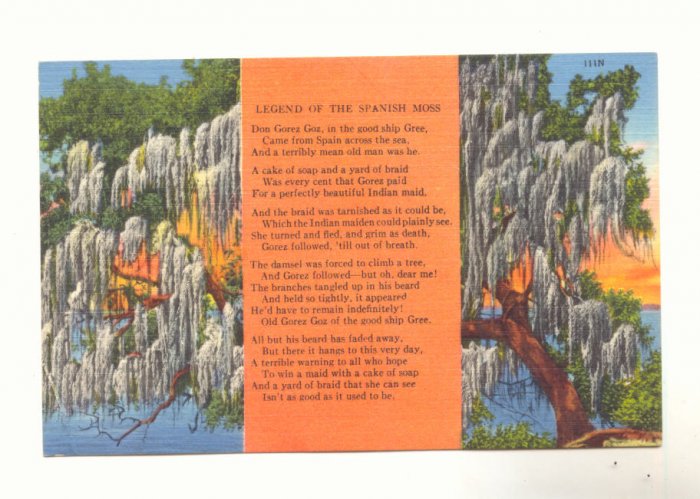 111N
LEGEND OF THE SPANISH MOSS
Don Gorez Goz, in the good ship Gree,
Came from Spain across the sea,
And a terribly mean old man was he.
A cake of soap and a yard of braid
Was every cent that Gorez paid
For a perfectly beautiful Indian maid.
And the braid was tarnished as it could be,
Which the Indian maiden could plainly see.
She turned and fled, and grim as death,
Gorez followed, 'till out of breath.
The damsel was forced to climb a tree,
And Gorez followed—but oh, dear me!
The branches tangled up in his beard
And held so tightly, it appeared
He'd have to remain indefinitely!
Old Gorez Goz of the good ship Gree.
All but his beard has faded away,
But there it hangs to this very day,
A terrible warning to all who hope
To win a maid with a cake of soap
And a yard of braid that she can see
Isn't as good as it used to be.